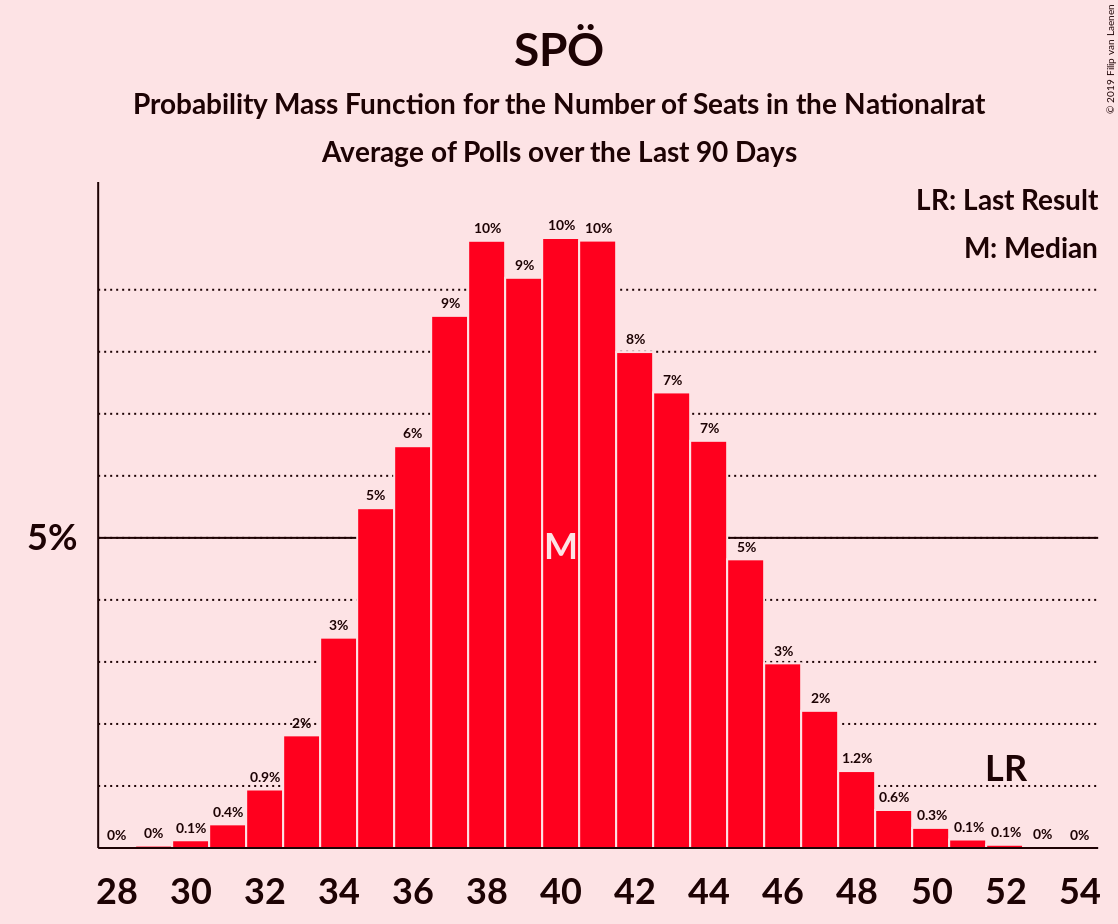 SPÖ
Probability Mass Function for the Number of Seats in the Nationalrat
Average of Polls over the Last 90 Days
© 2019 Filip van Laenen
LR: Last Result
M: Median
5%
0% 0% 0.1% 0.4% 0.9% 2% 3% 5% 6% 9% 10% 9% 10% 10% 8% 7% 7% 5% 3% 2% 1.2% 0.6% 0.3% 0.1% 0.1% 0% 0%
M
LR
28 30 32 34 36 38 40 42 44 46 48 50 52 54